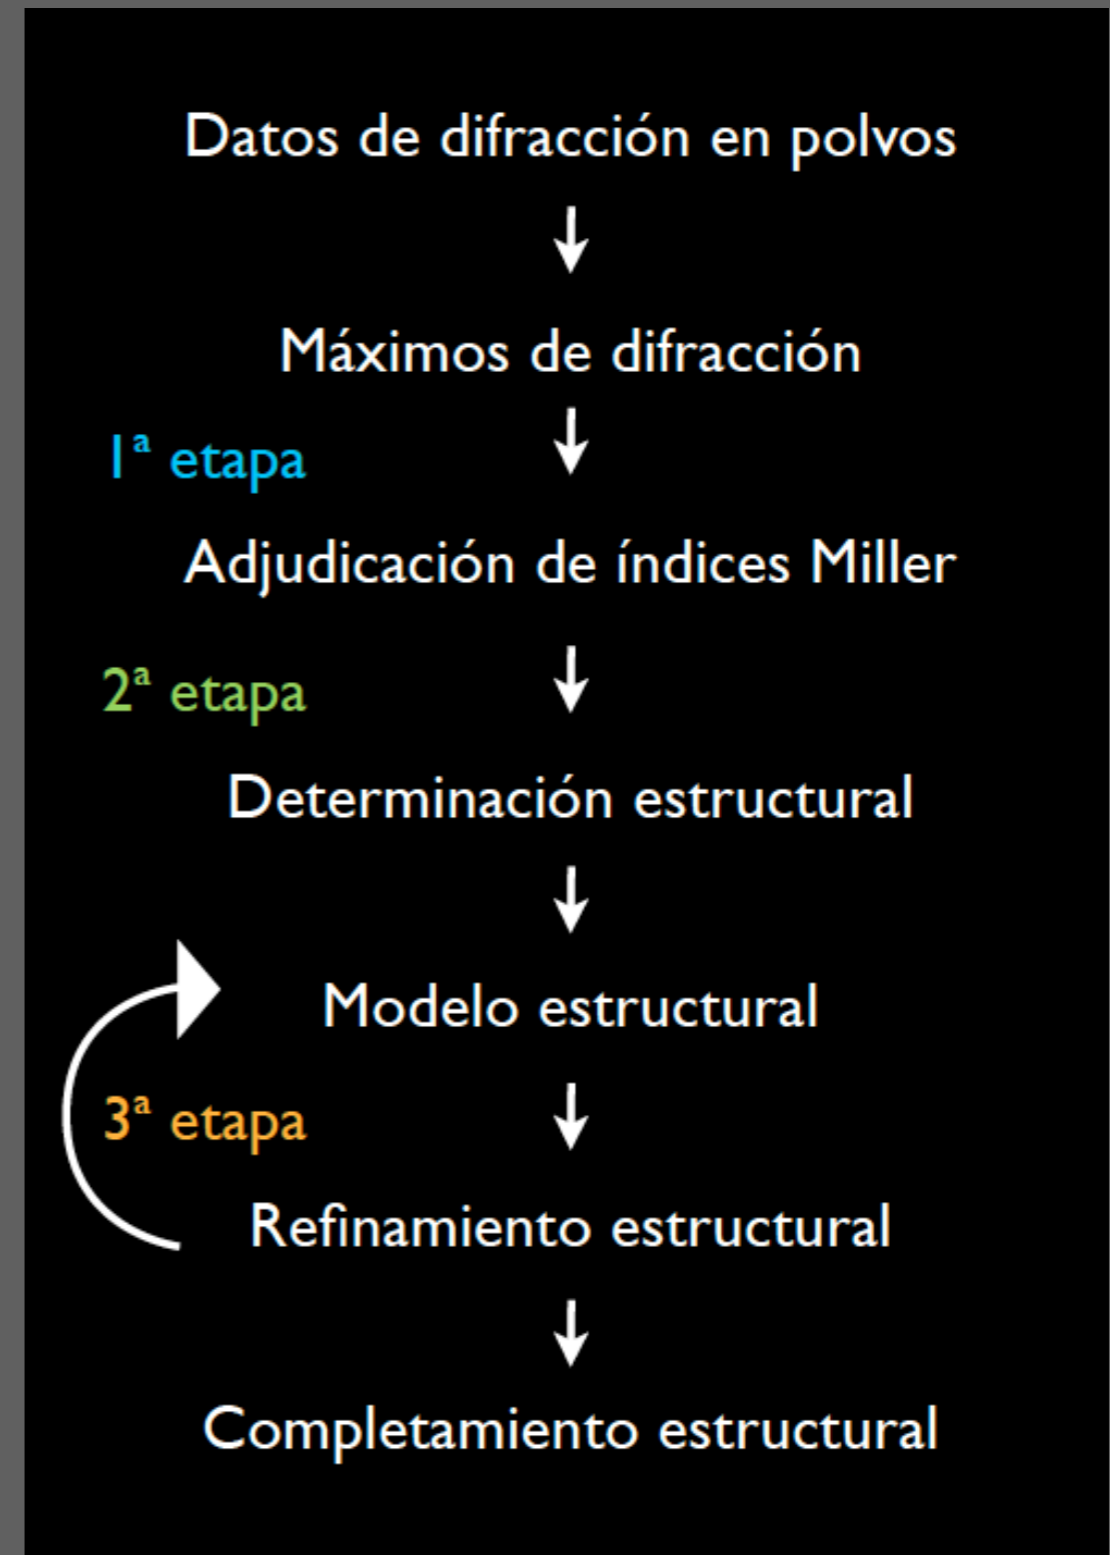 Datos de difracción en polvos
Máximos de difracción
1ª etapa
Adjudicación de índices Miller
2ª etapa
Determinación estructural
Modelo estructural
3ª etapa
Refinamiento estructural
Completamiento estructural